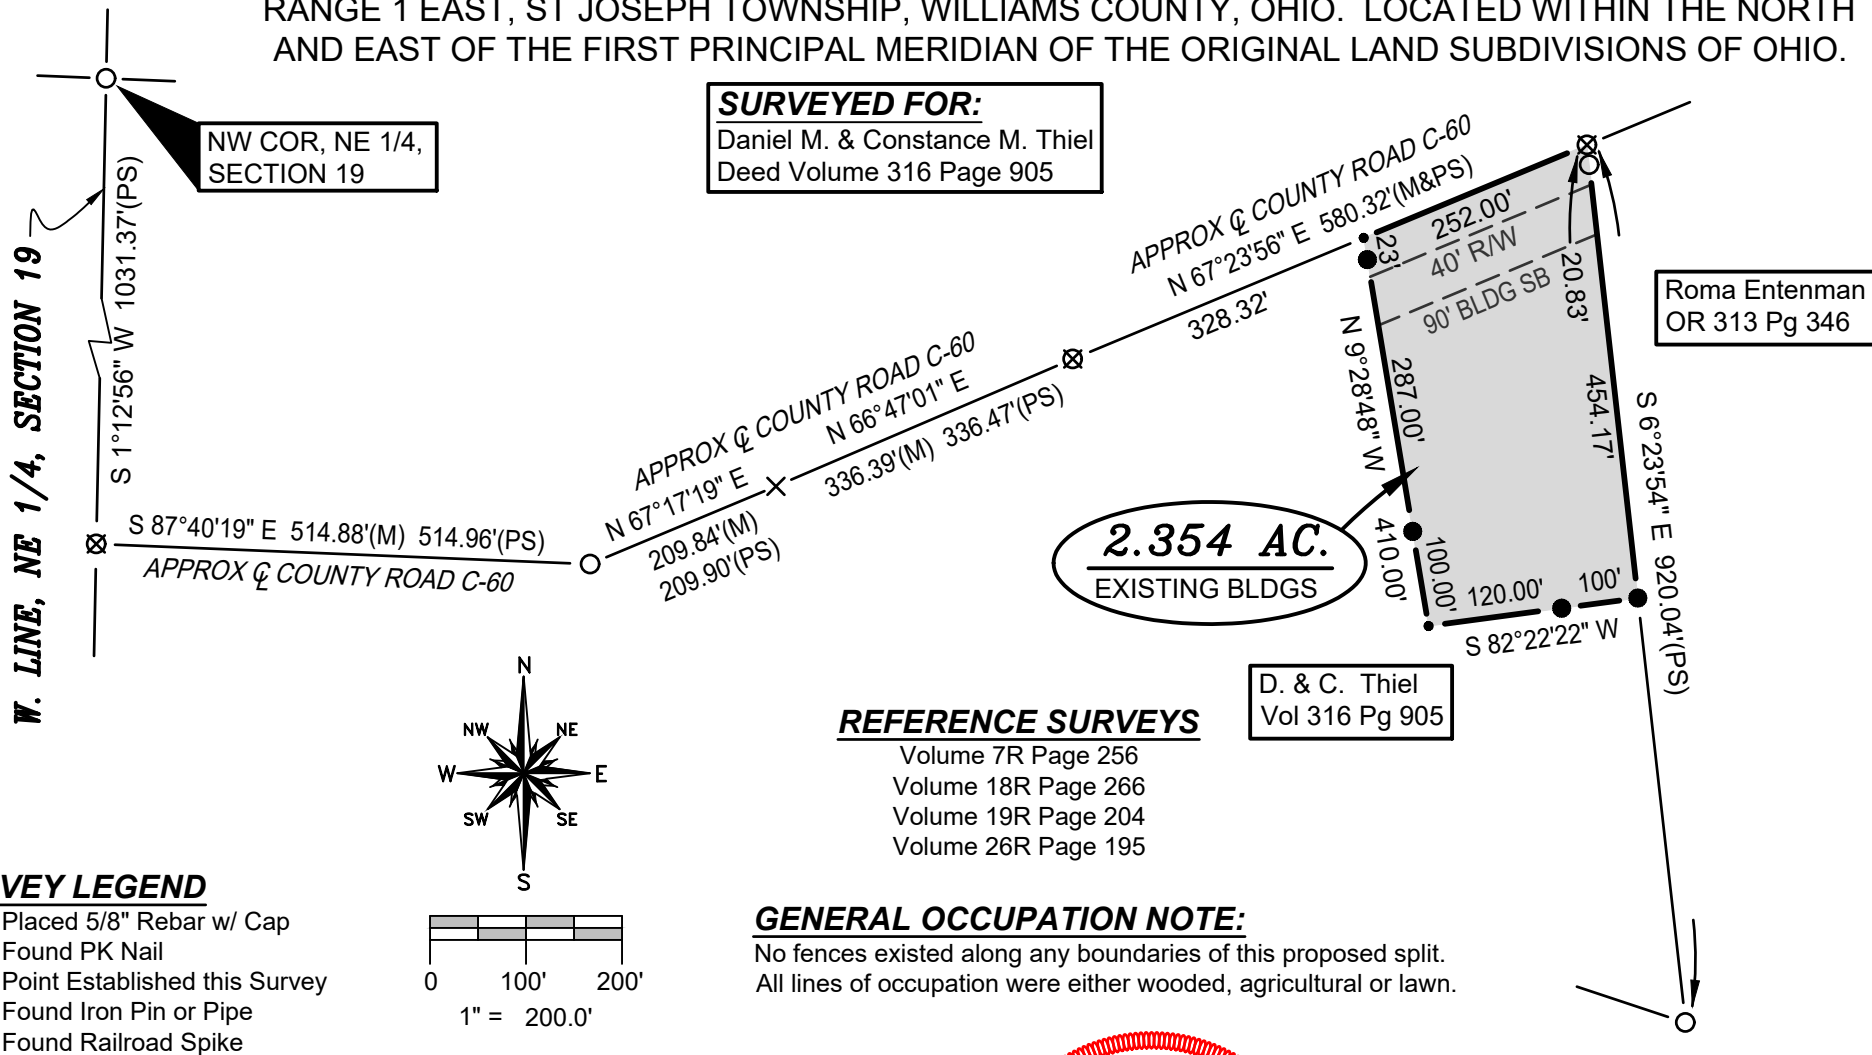 RANGE 1 EAST, ST JOSEPH TOWNSHIP, WILLIAMS COUNTY, OHIO. LOCATED WITHIN THE NORTH
AND EAST OF THE FIRST PRINCIPAL MERIDIAN OF THE ORIGINAL LAND SUBDIVISIONS OF OHIO.
NW COR, NE 1/4,
SECTION 19
SURVEYED FOR:
Daniel M. & Constance M. Thiel
Deed Volume 316 Page 905
W. LINE, NE 1/4, SECTION 19
S 1°12'56" W 1031.37'(PS)
S 87°40'19" E 514.88'(M) 514.96'(PS)
APPROX ℄ COUNTY ROAD C-60
APPROX ℄ COUNTY ROAD C-60
N 67°17'19" E
209.84'(M)
209.90'(PS)
N 66°47'01" E
336.39'(M) 336.47'(PS)
APPROX ℄ COUNTY ROAD C-60
N 67°23'56" E 580.32'(M&PS)
328.32'
252.00'
40' R/W
90' BLDG SB
23'
20.83'
N 9°28'48" W
287.00'
410.00'
100.00'
454.17'
S 6°23'54" E 920.04'(PS)
120.00'
100'
S 82°22'22" W
Roma Entenman
OR 313 Pg 346
2.354 AC.
EXISTING BLDGS
D. & C. Thiel
Vol 316 Pg 905
N
NW
NE
W
E
SW
SE
S
REFERENCE SURVEYS
Volume 7R Page 256
Volume 18R Page 266
Volume 19R Page 204
Volume 26R Page 195
VEY LEGEND
Placed 5/8" Rebar w/ Cap
Found PK Nail
Point Established this Survey
Found Iron Pin or Pipe
Found Railroad Spike
0 100' 200'
1" = 200.0'
GENERAL OCCUPATION NOTE:
No fences existed along any boundaries of this proposed split.
All lines of occupation were either wooded, agricultural or lawn.